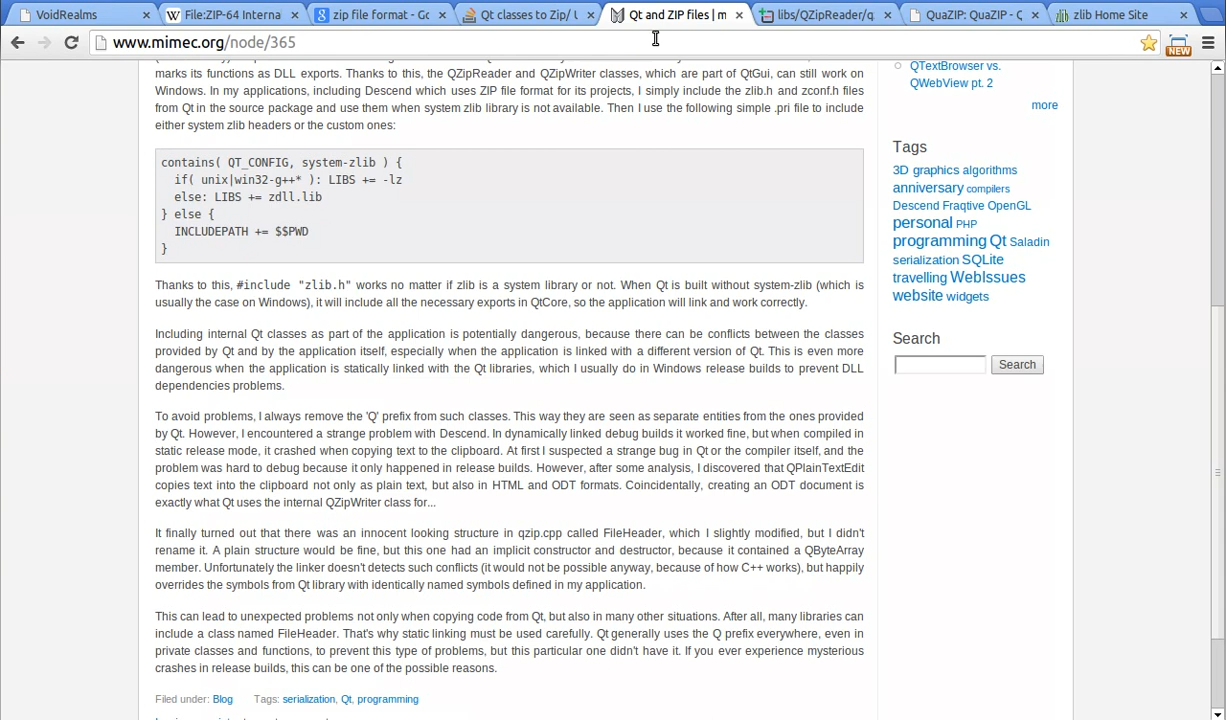 VoidRealms
File:ZIP-64 Interna
zip file format - Go
Qt classes to Zip/ U
Qt and ZIP files | m
libs/QZipReader/q
QuaZIP: QuaZIP - Q
zlib Home Site
www.mimec.org/node/365
NEW
marks its functions as DLL exports. Thanks to this, the QZipReader and QZipWriter classes, which are part of QtGui, can still work on
Windows. In my applications, including Descend which uses ZIP file format for its projects, I simply include the zlib.h and zconf.h files
from Qt in the source package and use them when system zlib library is not available. Then I use the following simple .pri file to include
either system zlib headers or the custom ones:
contains( QT_CONFIG, system-zlib ) {
if( unix|win32-g++* ): LIBS += -lz
else: LIBS += zdll.lib
} else {
INCLUDEPATH += $$PWD
}
Thanks to this, #include "zlib.h" works no matter if zlib is a system library or not. When Qt is built without system-zlib (which is
usually the case on Windows), it will include all the necessary exports in QtCore, so the application will link and work correctly.
Including internal Qt classes as part of the application is potentially dangerous, because there can be conflicts between the classes
provided by Qt and by the application itself, especially when the application is linked with a different version of Qt. This is even more
dangerous when the application is statically linked with the Qt libraries, which I usually do in Windows release builds to prevent DLL
dependencies problems.
To avoid problems, I always remove the 'Q' prefix from such classes. This way they are seen as separate entities from the ones provided
by Qt. However, I encountered a strange problem with Descend. In dynamically linked debug builds it worked fine, but when compiled in
static release mode, it crashed when copying text to the clipboard. At first I suspected a strange bug in Qt or the compiler itself, and the
problem was hard to debug because it only happened in release builds. However, after some analysis, I discovered that QPlainTextEdit
copies text into the clipboard not only as plain text, but also in HTML and ODT formats. Coincidentally, creating an ODT document is
exactly what Qt uses the internal QZipWriter class for...
It finally turned out that there was an innocent looking structure in qzip.cpp called FileHeader, which I slightly modified, but I didn't
rename it. A plain structure would be fine, but this one had an implicit constructor and destructor, because it contained a QByteArray
member. Unfortunately the linker doesn't detects such conflicts (it would not be possible anyway, because of how C++ works), but happily
overrides the symbols from Qt library with identically named symbols defined in my application.
This can lead to unexpected problems not only when copying code from Qt, but also in many other situations. After all, many libraries can
include a class named FileHeader. That's why static linking must be used carefully. Qt generally uses the Q prefix everywhere, even in
private classes and functions, to prevent this type of problems, but this particular one didn't have it. If you ever experience mysterious
crashes in release builds, this can be one of the possible reasons.
Filed under: Blog Tags: serialization, Qt, programming
QTextBrowser vs.
QWebView pt. 2
more
Tags
3D graphics algorithms
anniversary compilers
Descend Fraqtive OpenGL
personal PHP
programming Qt Saladin
serialization SQLite
travelling WebIssues
website widgets
Search
Search